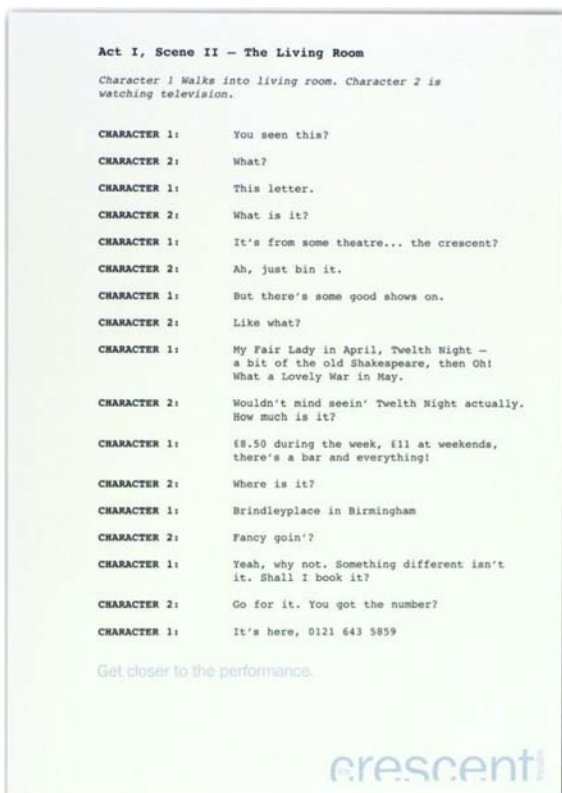 Act I, Scene II – The Living Room
Character 1 Walks into living room. Character 2 is
watching television.
CHARACTER 1: You seen this?
CHARACTER 2: What?
CHARACTER 1: This letter.
CHARACTER 2: What is it?
CHARACTER 1: It's from some theatre... the crescent?
CHARACTER 2: Ah, just bin it.
CHARACTER 1: But there's some good shows on.
CHARACTER 2: Like what?
CHARACTER 1: My Fair Lady in April, Twelth Night –
a bit of the old Shakespeare, then Oh!
What a Lovely War in May.
CHARACTER 2: Wouldn't mind seein' Twelth Night actually.
How much is it?
CHARACTER 1: £8.50 during the week, £11 at weekends,
there's a bar and everything!
CHARACTER 2: Where is it?
CHARACTER 1: Brindleyplace in Birmingham
CHARACTER 2: Fancy goin'?
CHARACTER 1: Yeah, why not. Something different isn't
it. Shall I book it?
CHARACTER 2: Go for it. You got the number?
CHARACTER 1: It's here, 0121 643 5859
Get closer to the performance.
crescent